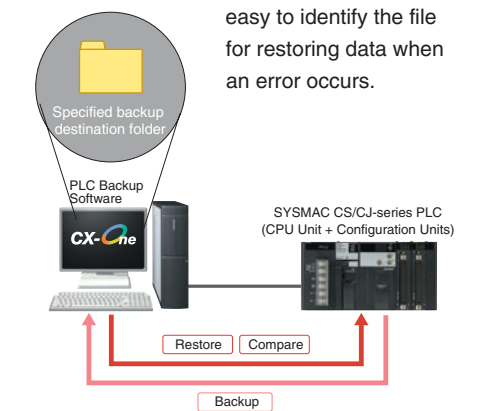 easy to identify the file
for restoring data when
an error occurs.
Specified backup
destination folder
PLC Backup
Software
CX-One
SYSMAC CS/CJ-series PLC
(CPU Unit + Configuration Units)
Restore
Compare
Backup